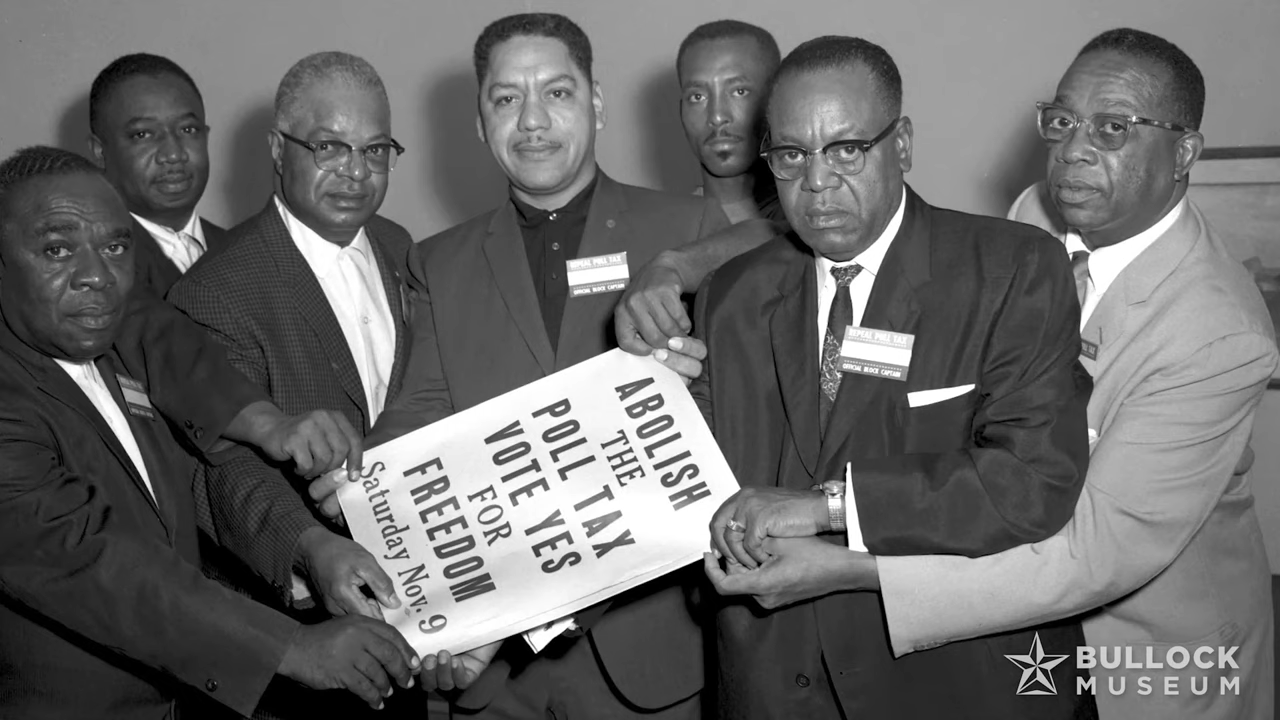 REPEAL POLL TAX
OFFICIAL BLOCK CAPTAIN
REPEAL POLL TAX
OFFICIAL BLOCK CAPTAIN
ABOLISH
THE
POLL TAX
VOTE YES
FOR
FREEDOM
Saturday Nov. 9
BULLOCK
MUSEUM